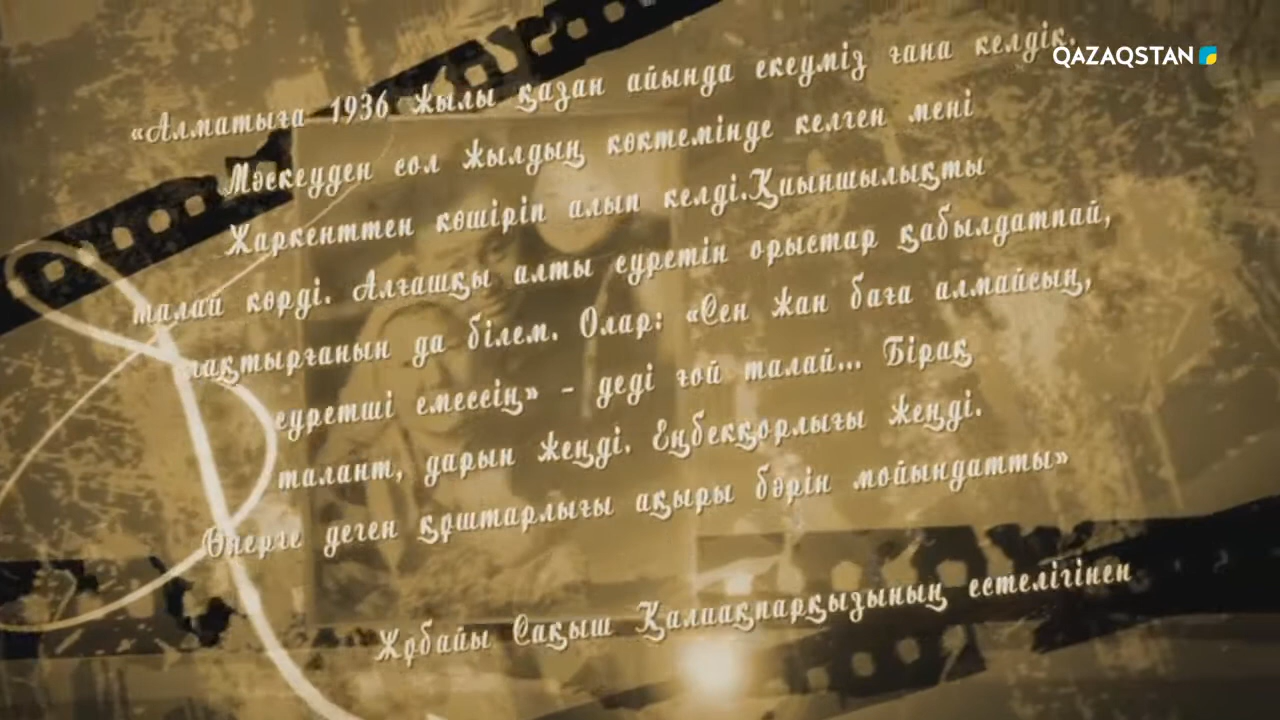 QAZAQSTAN
«Алматыға 1936 жылы қазан айында екеуміз ғана келдік.
Мәскеуден сол жылдың көктемінде келген мені
Жаркенттен көшіріп алып келді.Қиыншылықты
талай көрді. Алғашқы алты суретін орыстар қабылдатпай,
лақтырғанын да білем. Олар: «Сен жан баға алмайсың,
суретші емессің» - деді ғой талай... Бірақ
талант, дарын жеңді. Еңбекқорлығы жеңді.
Өнерге деген құштарлығы ақыры бәрін мойындатты»
Жұбайы Сақыш Қалиақпарқызының естелігінен